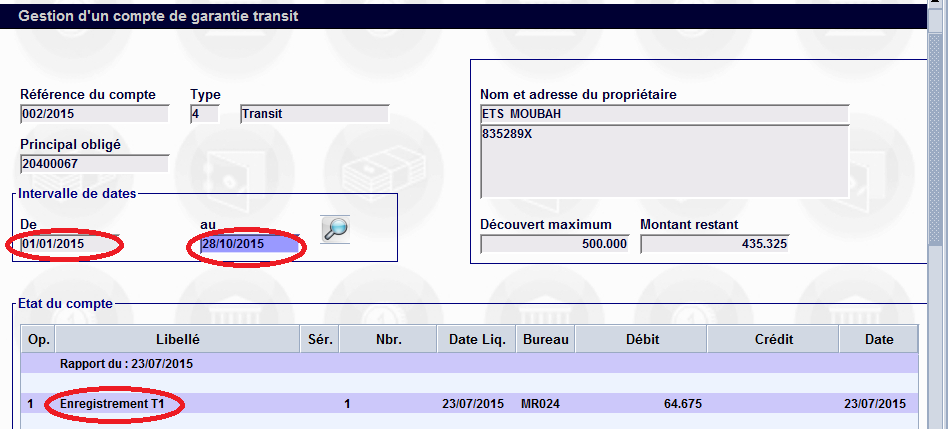 Gestion d'un compte de garantie transit
Référence du compte Type
002/2015 4 Transit
Principal obligé
20400067
Nom et adresse du propriétaire
ETS MOUBAH
835289X
Intervalle de dates
De au
01/01/2015 28/10/2015
Découvert maximum Montant restant
500.000 435.325
Etat du compte
Op. Libellé Sér. Nbr. Date Liq. Bureau Débit Crédit Date
Rapport du : 23/07/2015
1 Enregistrement T1 1 23/07/2015 MR024 64.675 23/07/2015